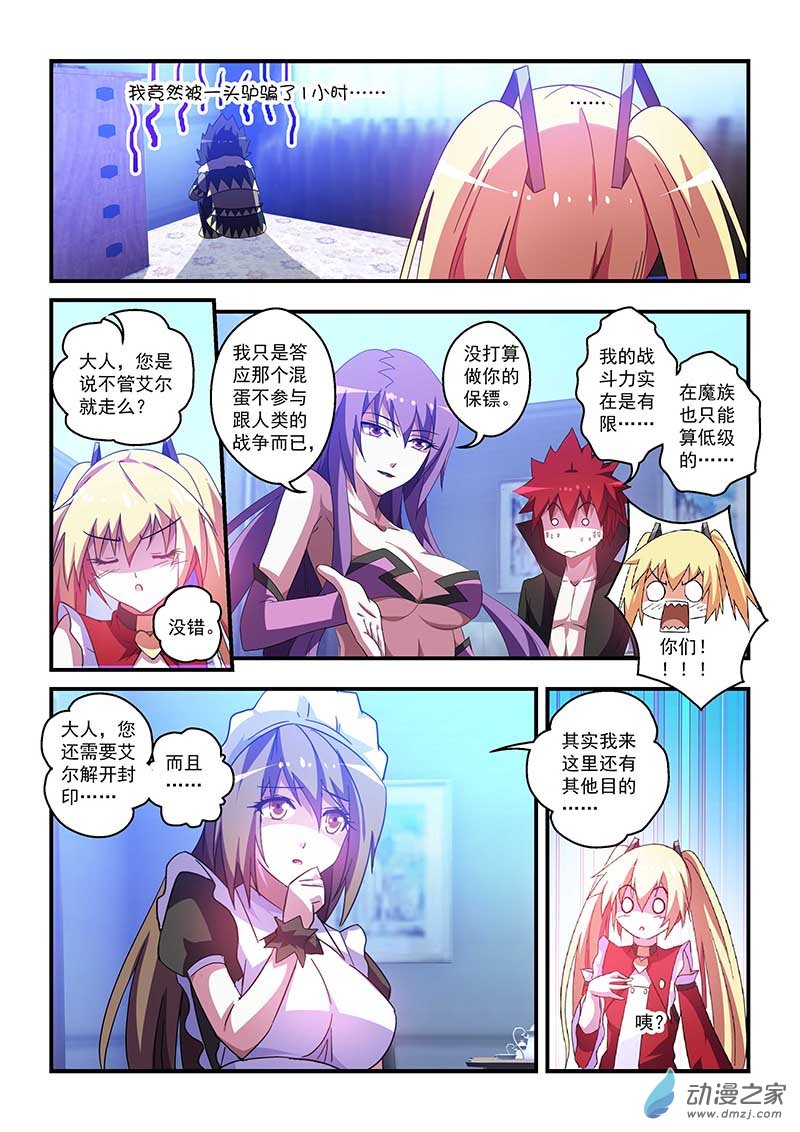 我竟然被一头驴骗了1小时……
……
大人，您是
说不管艾尔
就走么？
没错。
我只是答
应那个混
蛋不参与
跟人类的
战争而已，
没打算
做你的
保镖。
我的战
斗力实
在是有
限……
在魔族
也只能
算低级
的……
你们！
！！！
大人，您
还需要艾
尔解开封
印……
而且
……
其实我来
这里还有
其他目的
……
咦？
动漫之家
www.dmzj.com